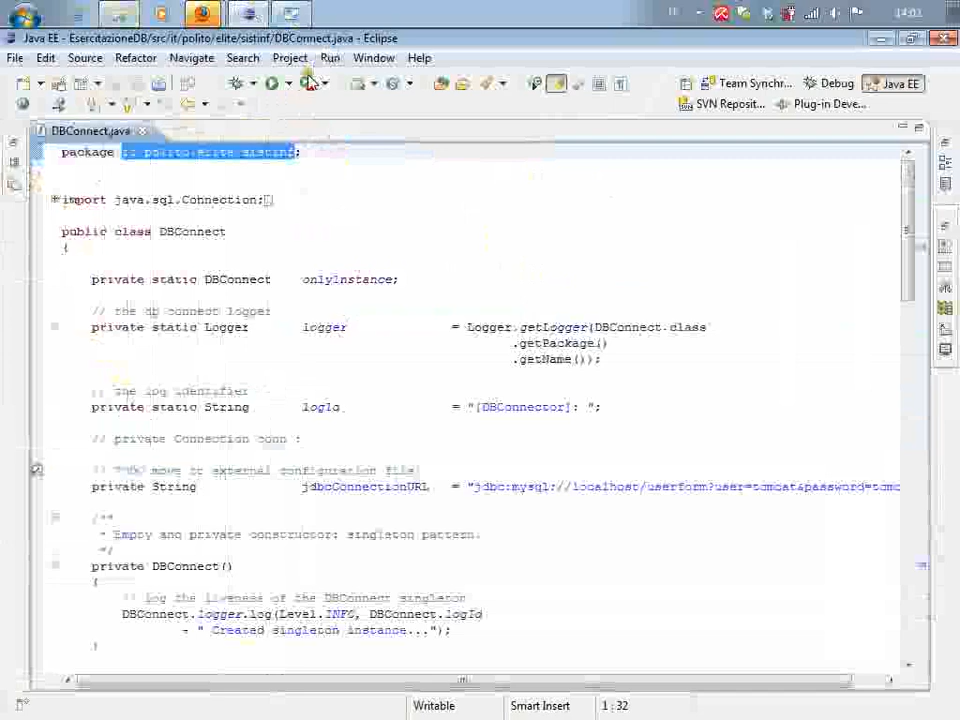 14:01
Java EE - EsercitazioneDB/src/it/polito/elite/sistinf/DBConnect.java - Eclipse
File Edit Source Refactor Navigate Search Project Run Window Help
Team Synchr... Debug Java EE
SVN Reposit... Plug-in Deve...
DBConnect.java
package it.polito.elite.sistinf;
import java.sql.Connection;
public class DBConnect
{
private static DBConnect onlyInstance;
// the db connect logger
private static Logger logger = Logger.getLogger(DBConnect.class
.getPackage()
.getName());
// the log identifier
private static String logId = "[DBConnector]: ";
// private Connection conn ;
// TODO move to external configuration file
private String jdbcConnectionURL = "jdbc:mysql://localhost/userform?user=tomcat&password=tomc
/**
* Empty and private constructor: singleton pattern.
*/
private DBConnect()
{
// log the liveness of the DBConnect singleton
DBConnect.logger.log(Level.INFO, DBConnect.logId
+ " Created singleton instance...");
}
Writable Smart Insert 1 : 32